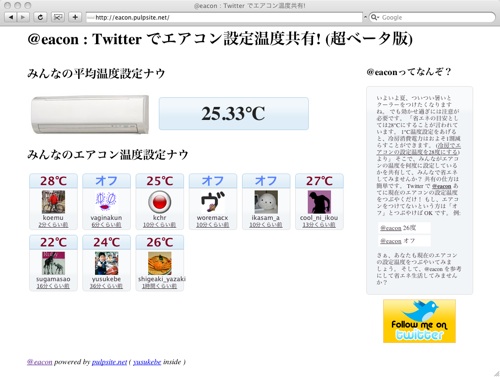 @eacon : Twitter でエアコン設定温度共有!
http://eacon.pulpsite.net/
Google
@eacon : Twitter でエアコン設定温度共有! (超ベータ版)
みんなの平均温度設定ナウ
25.33℃
みんなのエアコン温度設定ナウ
28℃ オフ 25℃ オフ オフ 27℃
koemu vaginakun kchr woremacx ikasam_a cool_ni_ikou
2分くらい前 6分くらい前 10分くらい前 10分くらい前 10分くらい前 13分くらい前
22℃ 24℃ 26℃
sugamasao yusukebe shigeaki_yazaki
16分くらい前 36分くらい前 1時間くらい前
@eaconってなんぞ？
いよいよ夏、ついつい暑いと
クーラーをつけたくなります
ね。でも効かせ過ぎには注意が
必要です。「省エネの目安とし
ては28℃にすることが言われて
います。1℃温度設定をあげる
と、冷房消費電力はおよそ1割減
らすことができます。(冷房でエ
アコンの設定温度を28度にする)
より」 そこで、みんながエアコ
ンの温度を何度に設定している
かを共有して、みんなで省エネ
してみませんか？ 共有の仕方は
簡単です。Twitter で @eacon あ
てに現在のエアコンの設定温度
をつぶやくだけ！ もし、エアコ
ンをつけてないという方は「オ
フ」とつぶやけば OK です。 例:
@eacon 26度
@eacon オフ
さぁ、あなたも現在のエアコン
の設定温度をつぶやいてみま
しょう。そして、@eacon を参考
にして省エネ生活してみません
か？
Follow me on
Twitter
@eacon powered by pulpsite.net ( yusukebe inside )